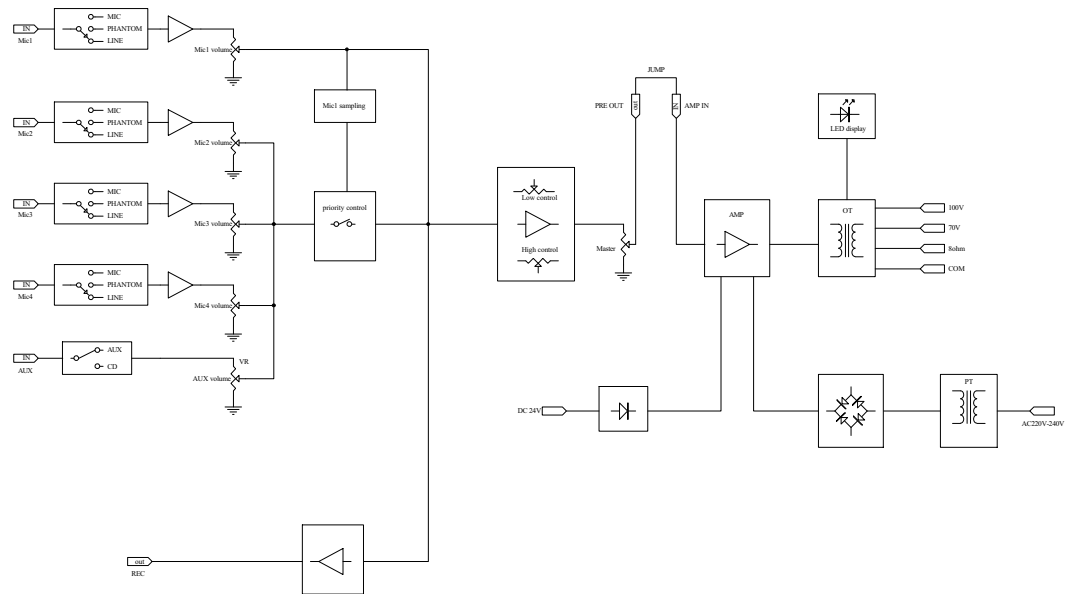 IN
Mic1
MIC
PHANTOM
LINE
Mic1 volume
IN
Mic2
MIC
PHANTOM
LINE
Mic2 volume
IN
Mic3
MIC
PHANTOM
LINE
Mic3 volume
IN
Mic4
MIC
PHANTOM
LINE
Mic4 volume
IN
AUX
AUX
CD
VR
AUX volume
Mic1 sampling
priority control
Low control
High control
Master
JUMP
PRE OUT
out
IN
AMP IN
AMP
LED display
OT
100V
70V
8ohm
COM
DC 24V
PT
AC220V-240V
out
REC